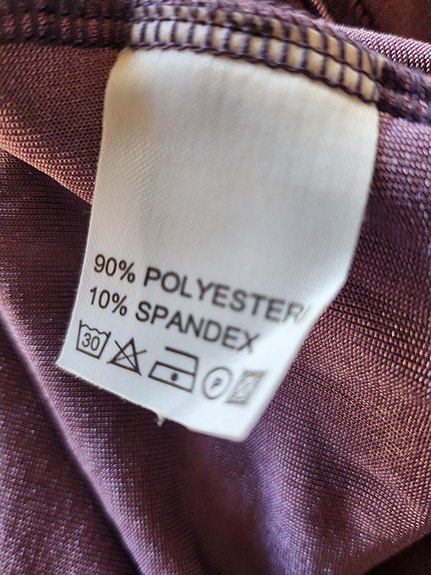 90% POLYESTER/
10% SPANDEX
30 P